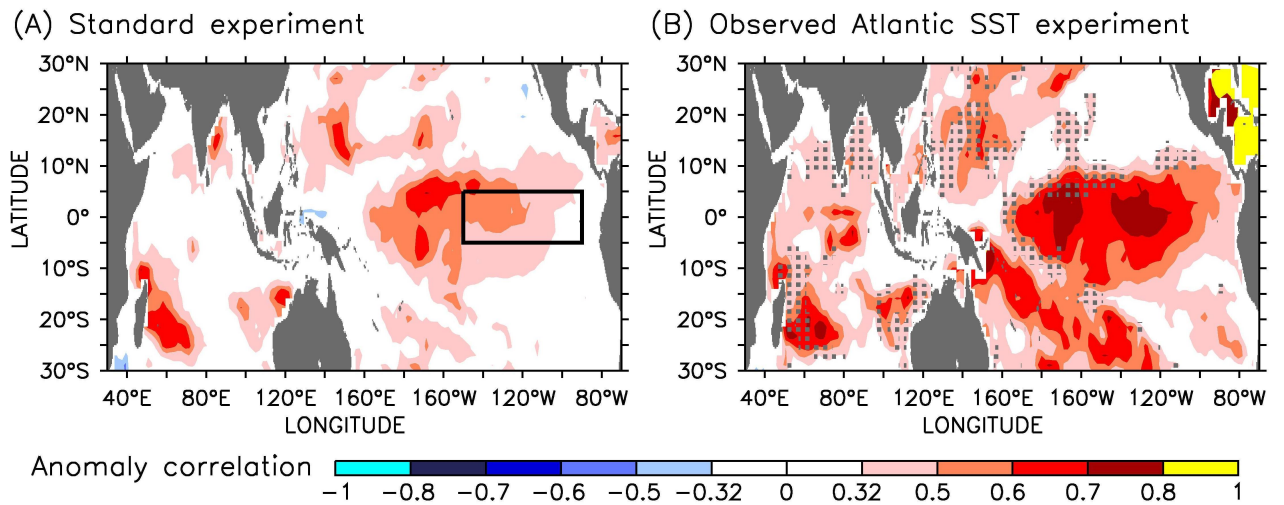 (A) Standard experiment
(B) Observed Atlantic SST experiment
30°N
20°N
10°N
0°
10°S
20°S
30°S
LATITUDE
40°E 80°E 120°E 160°E 160°W 120°W 80°W
LONGITUDE
30°N
20°N
10°N
0°
10°S
20°S
30°S
LATITUDE
40°E 80°E 120°E 160°E 160°W 120°W 80°W
LONGITUDE
Anomaly correlation
−1 −0.8 −0.7 −0.6 −0.5 −0.32 0 0.32 0.5 0.6 0.7 0.8 1